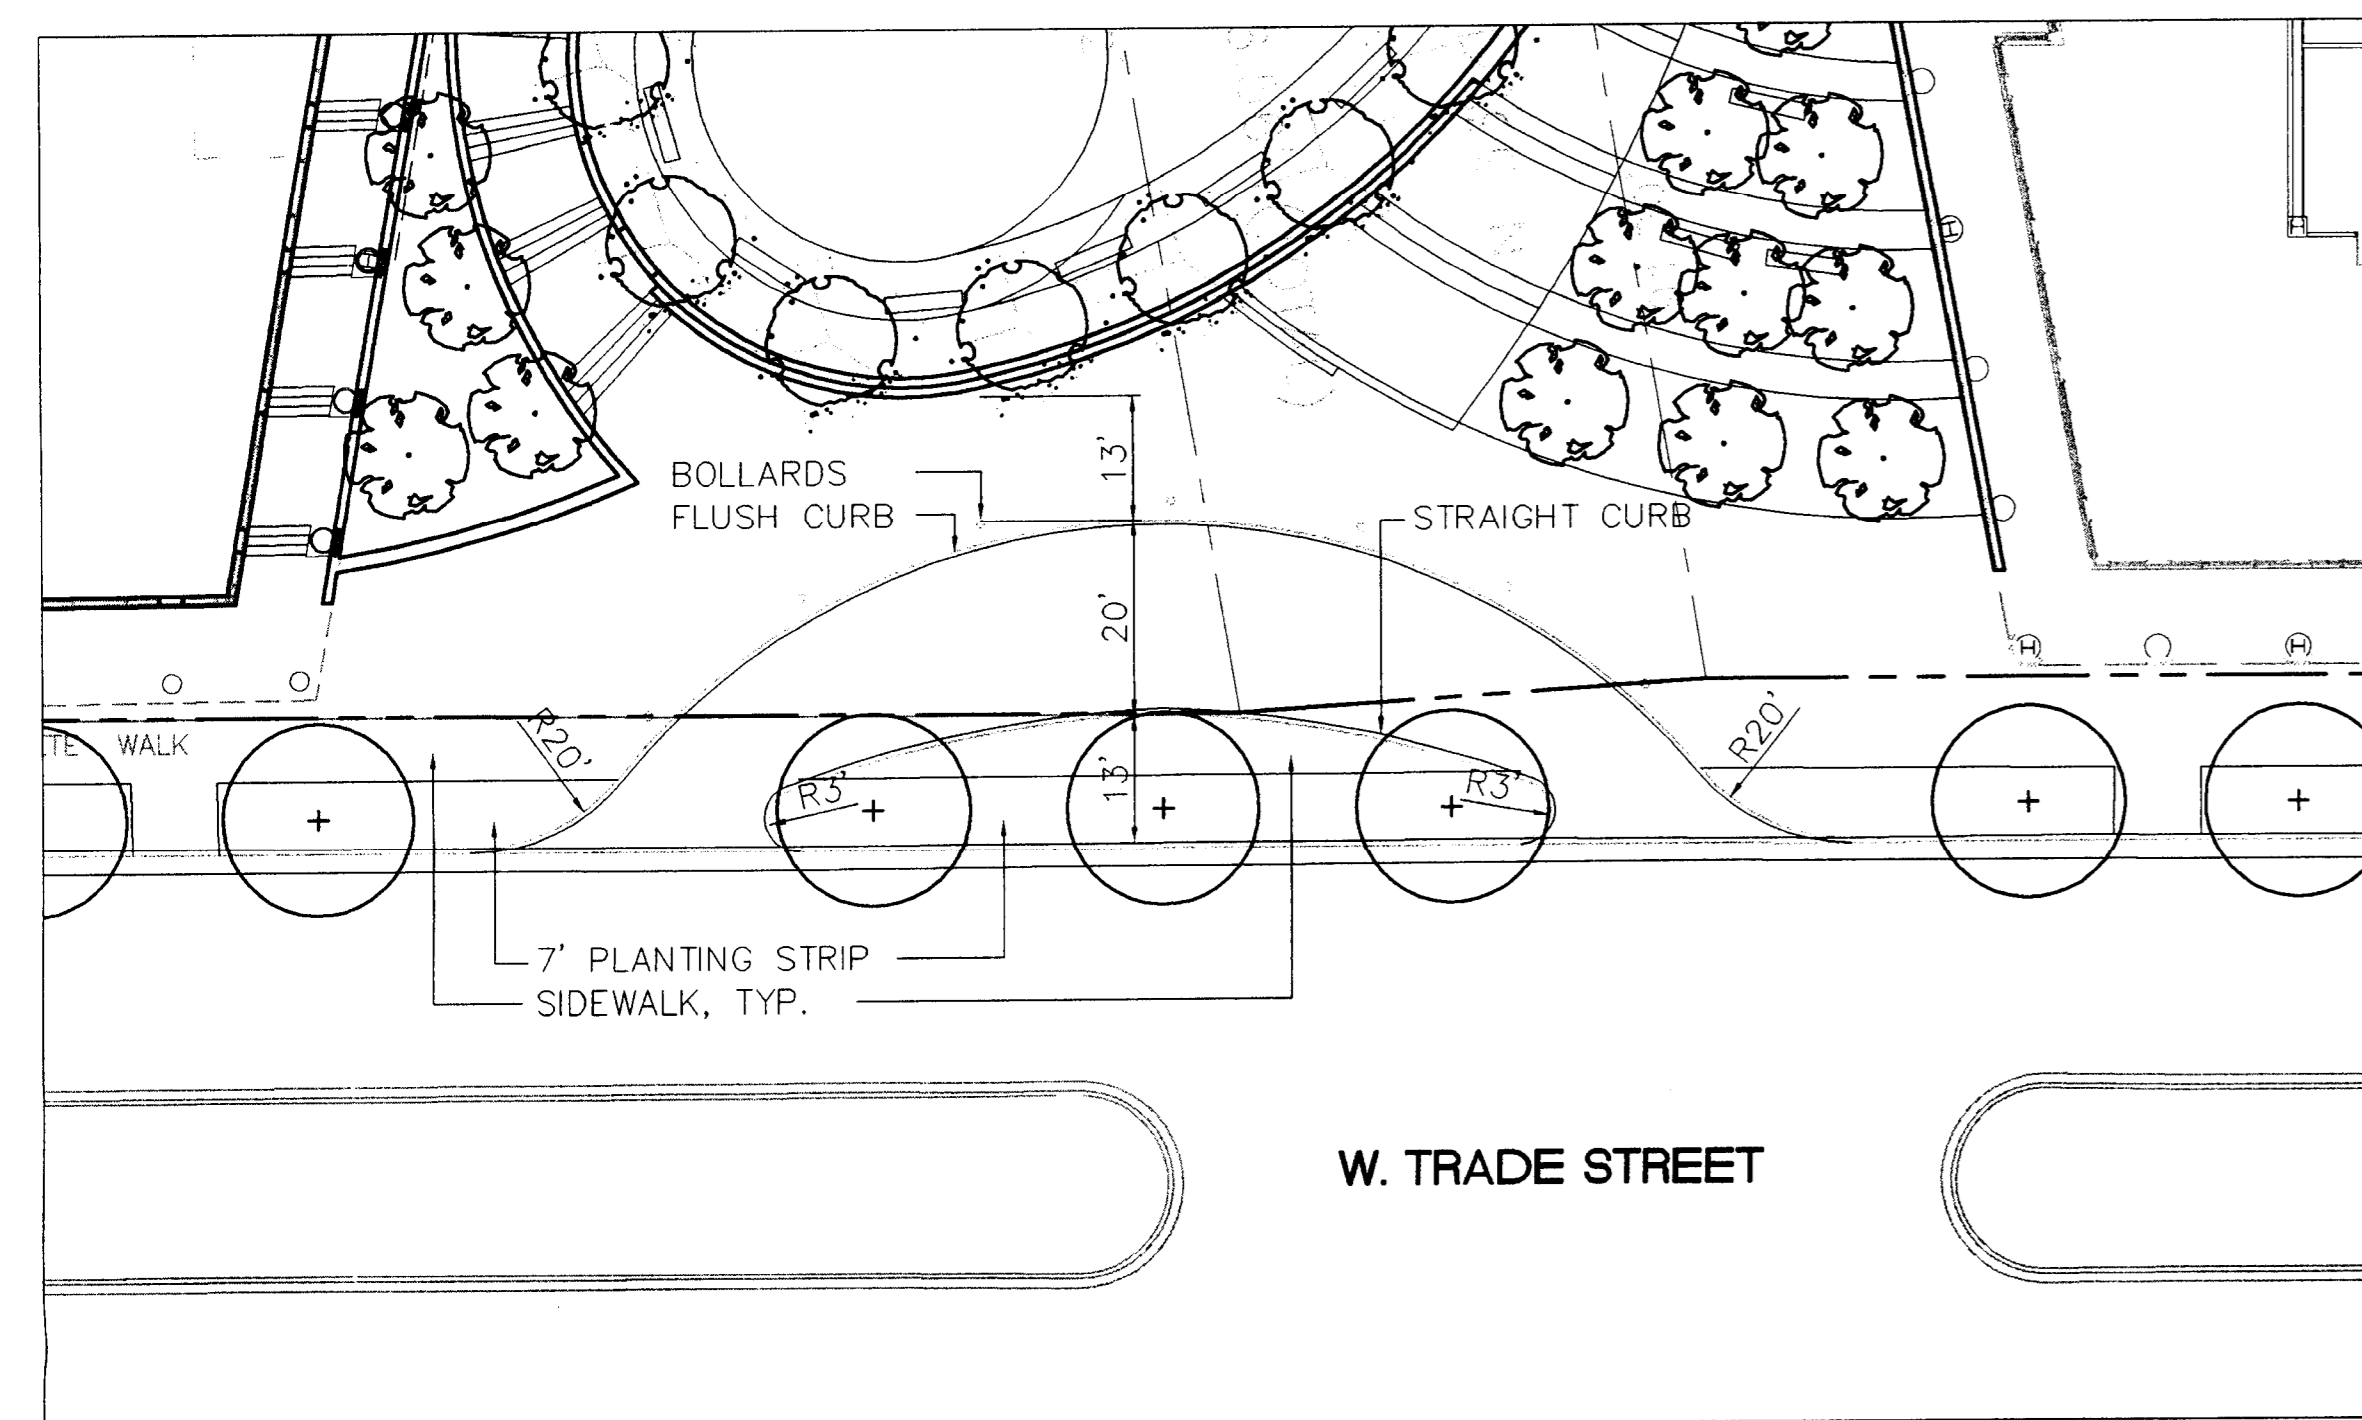 13'
BOLLARDS
FLUSH CURB
STRAIGHT CURB
20'
H
H
R20'
R20'
WALK
13'
R3'
R3'
7' PLANTING STRIP
SIDEWALK, TYP.
W. TRADE STREET